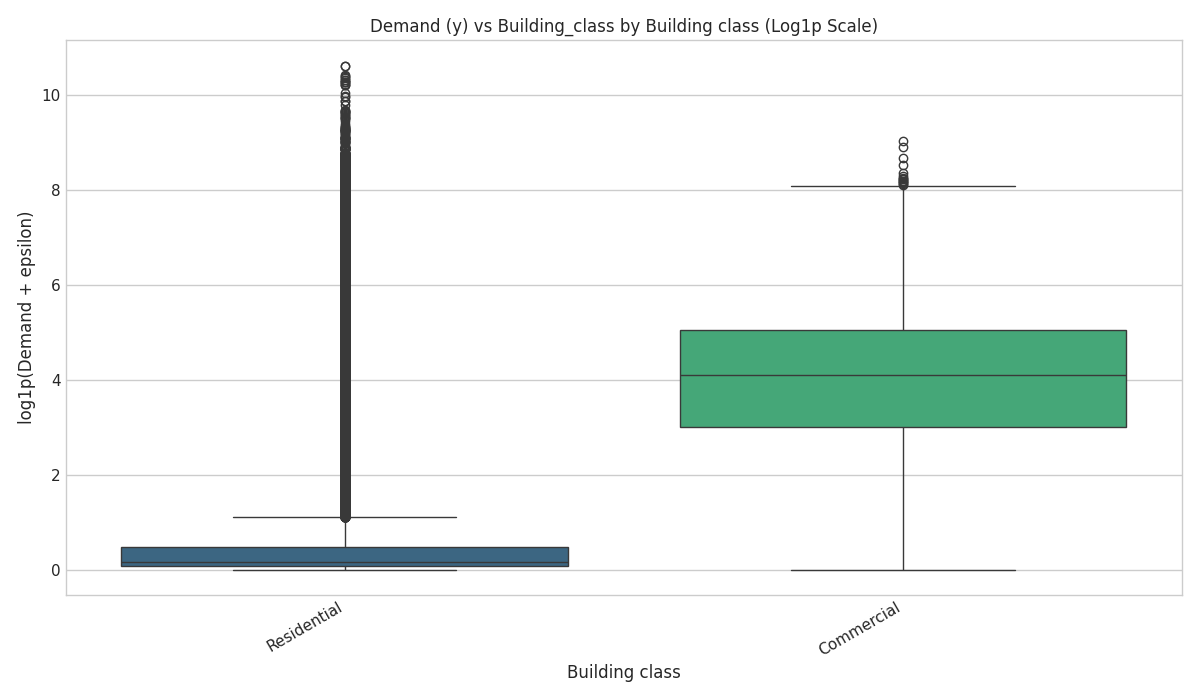 Demand (y) vs Building_class by Building class (Log1p Scale)
log1p(Demand + epsilon)
10
8
6
4
2
0
Residential
Commercial
Building class